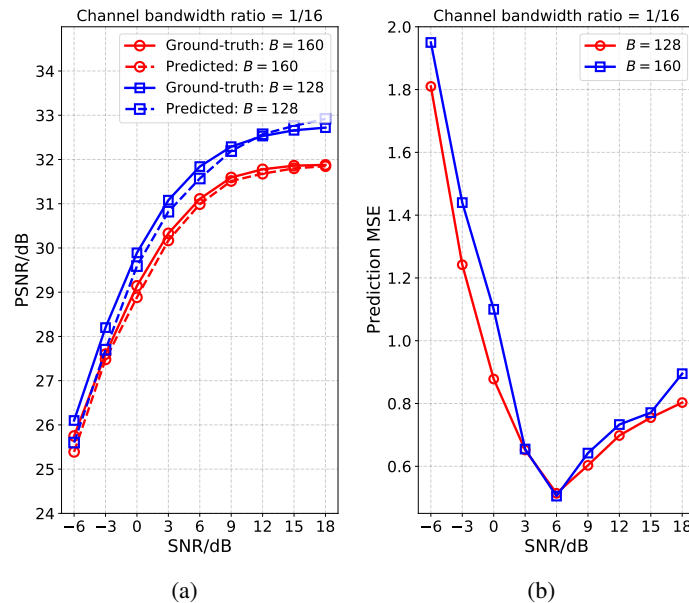 Channel bandwidth ratio = 1/16
Ground-truth: B = 160
Predicted: B = 160
Ground-truth: B = 128
Predicted: B = 128
PSNR/dB
34
33
32
31
30
29
28
27
26
25
24
−6 −3 0 3 6 9 12 15 18
SNR/dB
(a)
Channel bandwidth ratio = 1/16
B = 128
B = 160
Prediction MSE
2.0
1.8
1.6
1.4
1.2
1.0
0.8
0.6
−6 −3 0 3 6 9 12 15 18
SNR/dB
(b)